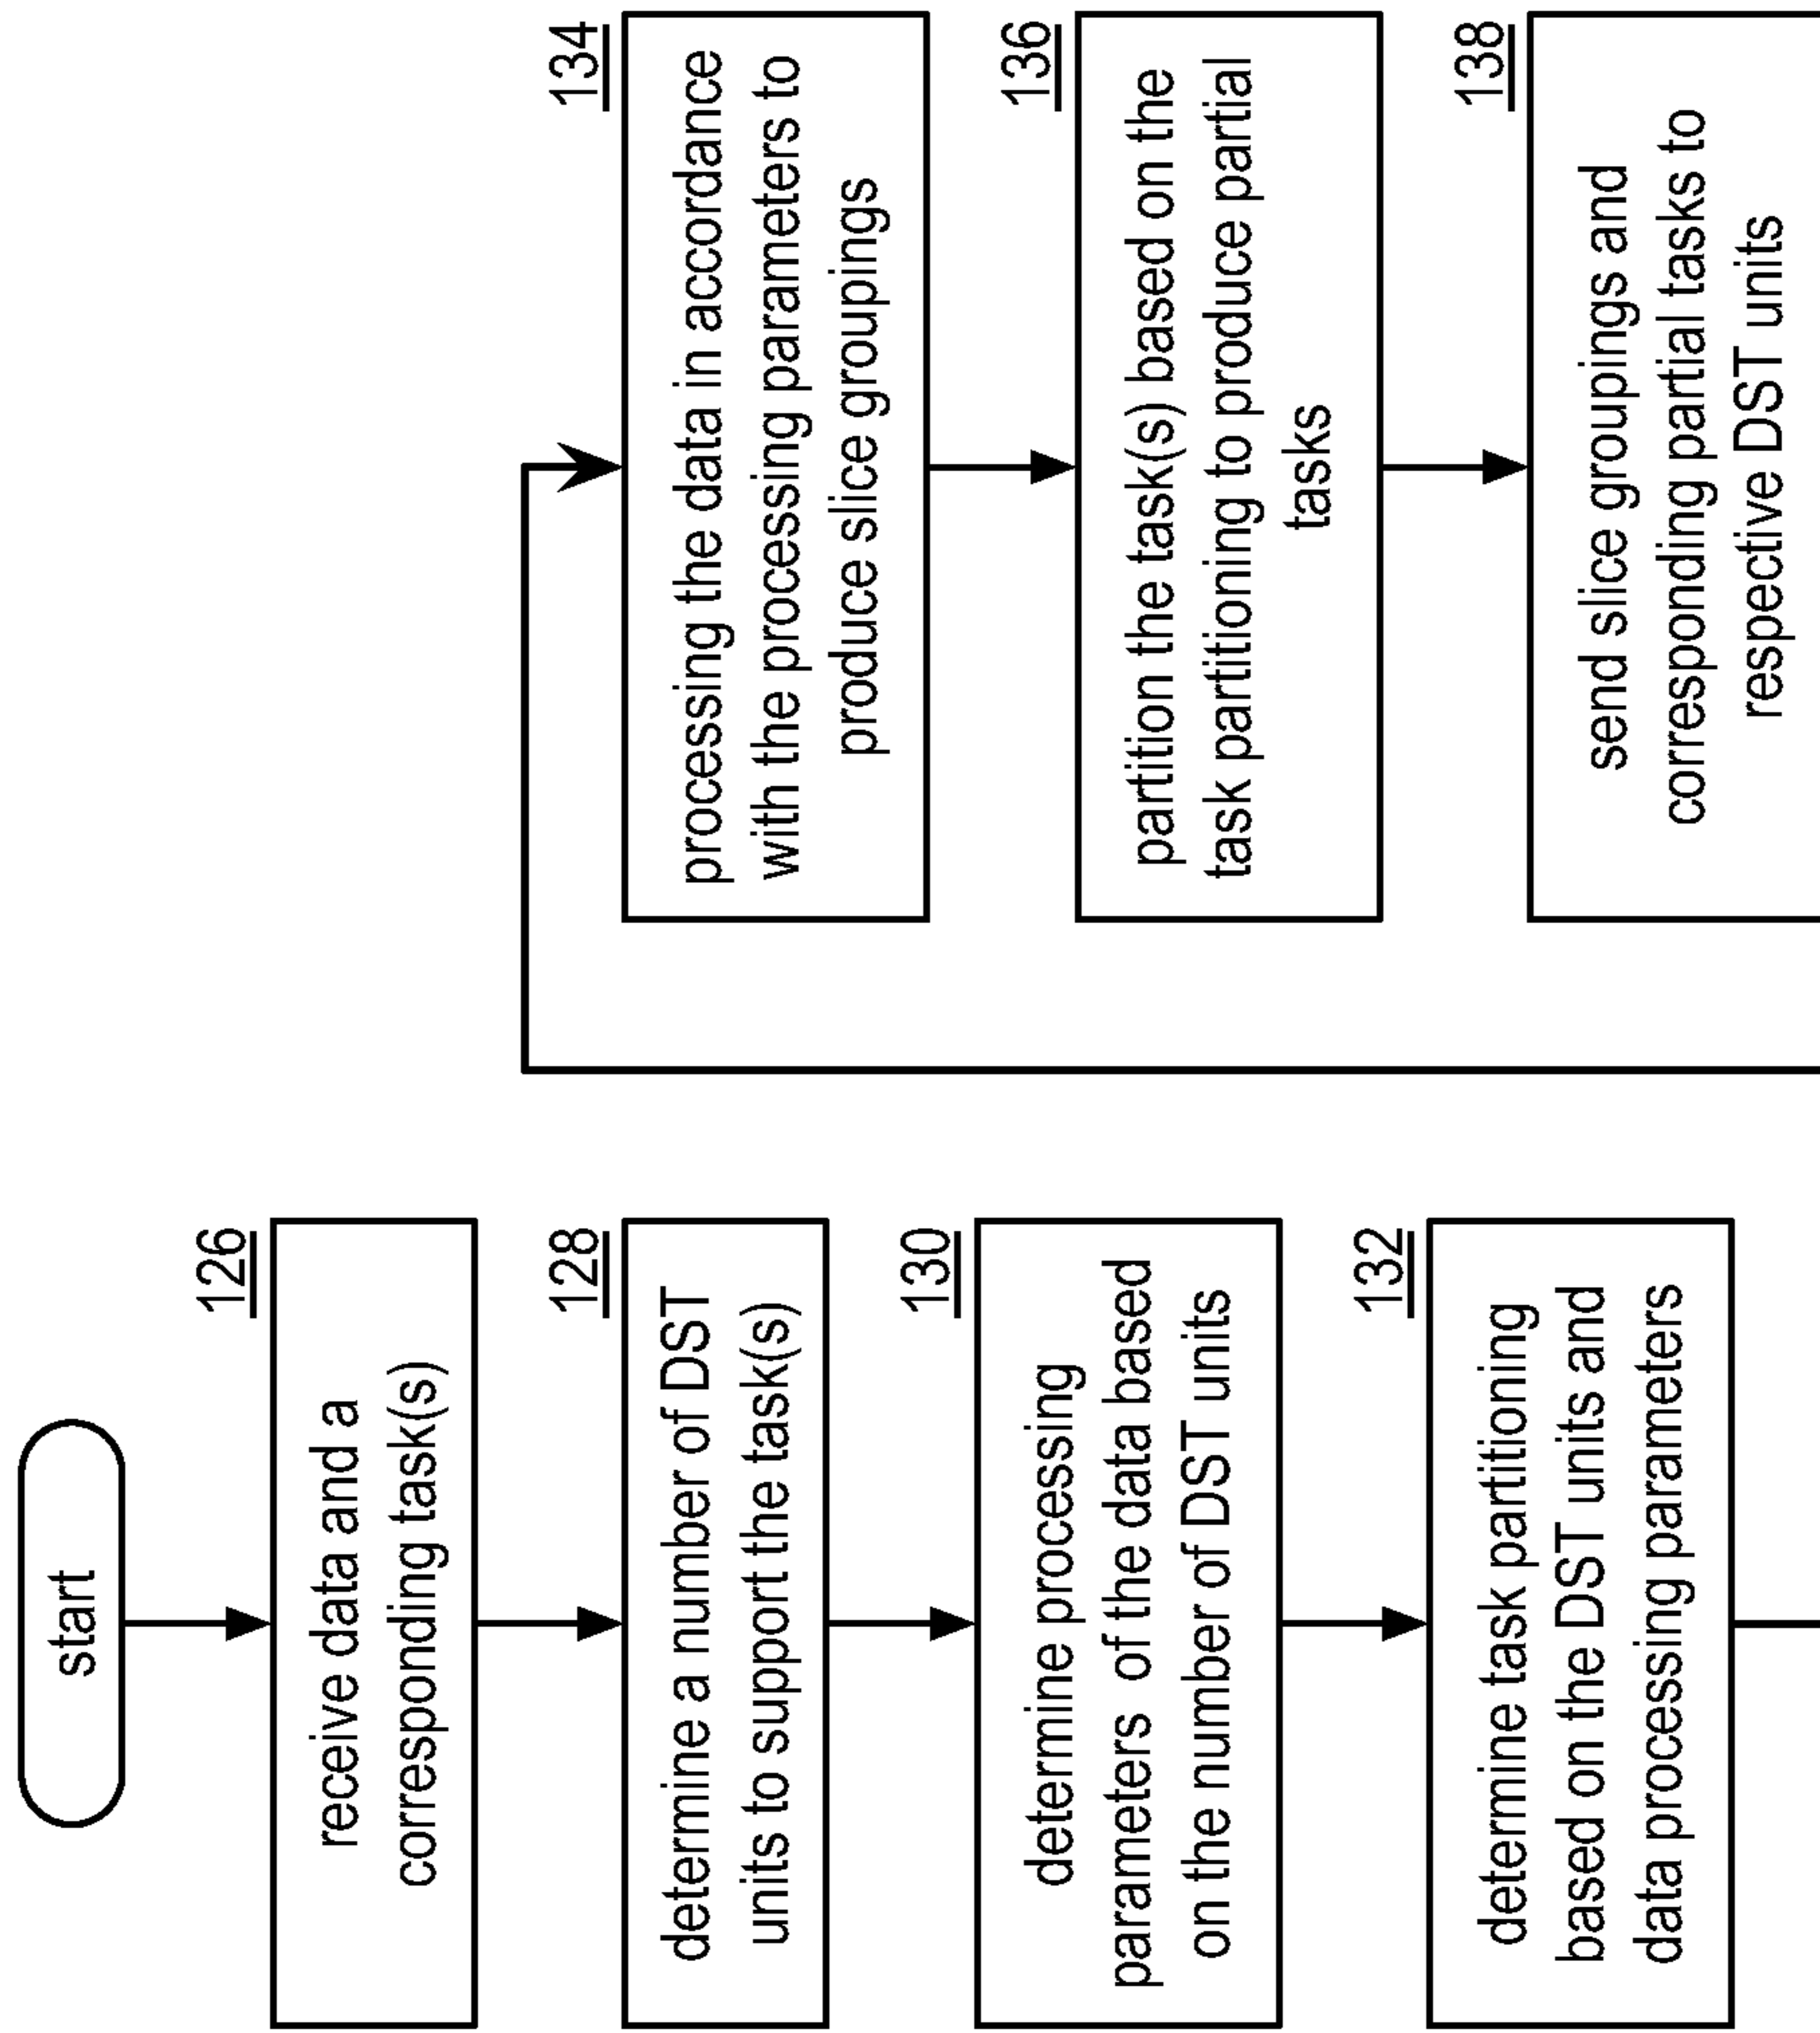 start
126
receive data and a
corresponding task(s)
128
determine a number of DST
units to support the task(s)
130
determine processing
parameters of the data based
on the number of DST units
132
determine task partitioning
based on the DST units and
data processing parameters
134
processing the data in accordance
with the processing parameters to
produce slice groupings
136
partition the task(s) based on the
task partitioning to produce partial
tasks
138
send slice groupings and
corresponding partial tasks to
respective DST units